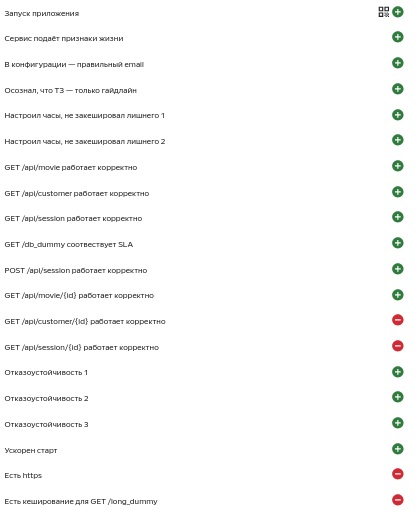 Запуск приложения
Сервис подаёт признаки жизни
В конфигурации — правильный email
Осознал, что ТЗ — только гайдлайн
Настроил часы, не закешировал лишнего 1
Настроил часы, не закешировал лишнего 2
GET /api/movie работает корректно
GET /api/customer работает корректно
GET /api/session работает корректно
GET /db_dummy соотвествует SLA
POST /api/session работает корректно
GET /api/movie/{id} работает корректно
GET /api/customer/{id} работает корректно
GET /api/session/{id} работает корректно
Отказоустойчивость 1
Отказоустойчивость 2
Отказоустойчивость 3
Ускорен старт
Есть https
Есть кеширование для GET /long_dummy